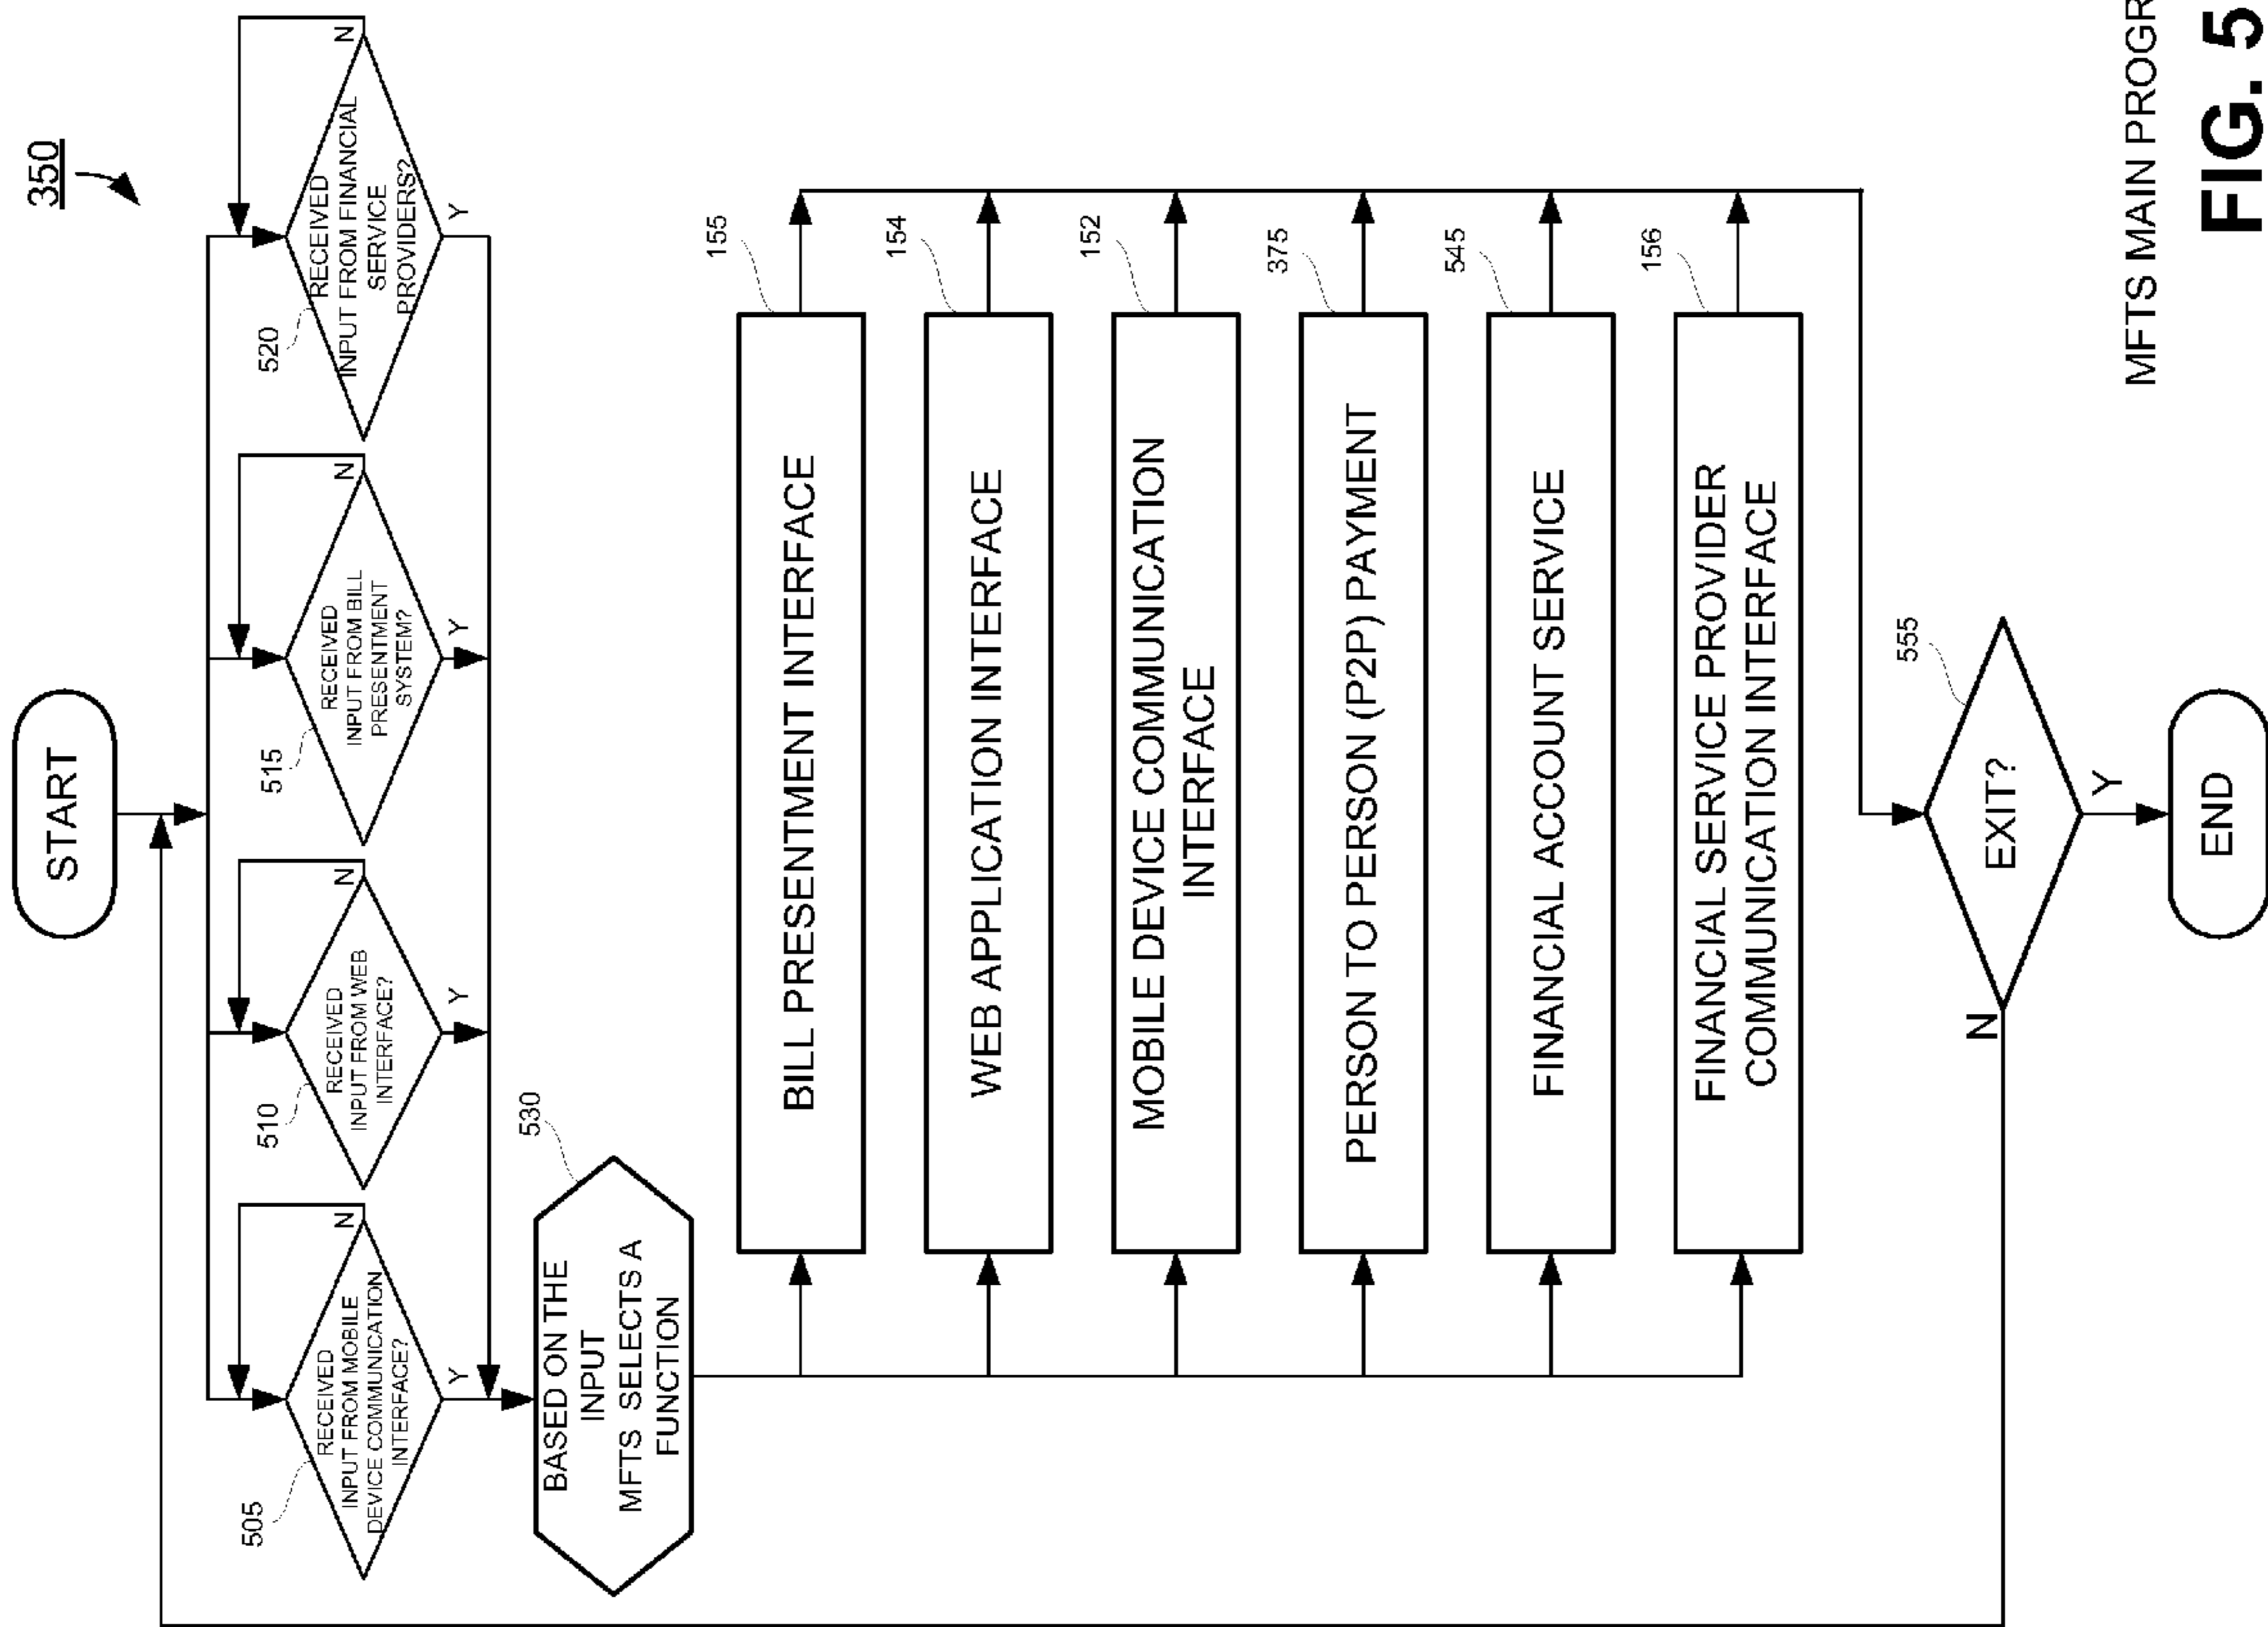 350
START
505
RECEIVED
INPUT FROM MOBILE
DEVICE COMMUNICATION
INTERFACE?
N
Y
510
RECEIVED
INPUT FROM WEB
INTERFACE?
N
Y
515
RECEIVED
INPUT FROM BILL
PRESENTMENT
SYSTEM?
N
Y
520
RECEIVED
INPUT FROM FINANCIAL
SERVICE
PROVIDERS?
N
Y
530
BASED ON THE
INPUT
MFTS SELECTS A
FUNCTION
155
BILL PRESENTMENT INTERFACE
154
WEB APPLICATION INTERFACE
152
MOBILE DEVICE COMMUNICATION
INTERFACE
375
PERSON TO PERSON (P2P) PAYMENT
545
FINANCIAL ACCOUNT SERVICE
156
FINANCIAL SERVICE PROVIDER
COMMUNICATION INTERFACE
555
EXIT?
N
Y
END
MFTS MAIN PROGR
FIG. 5